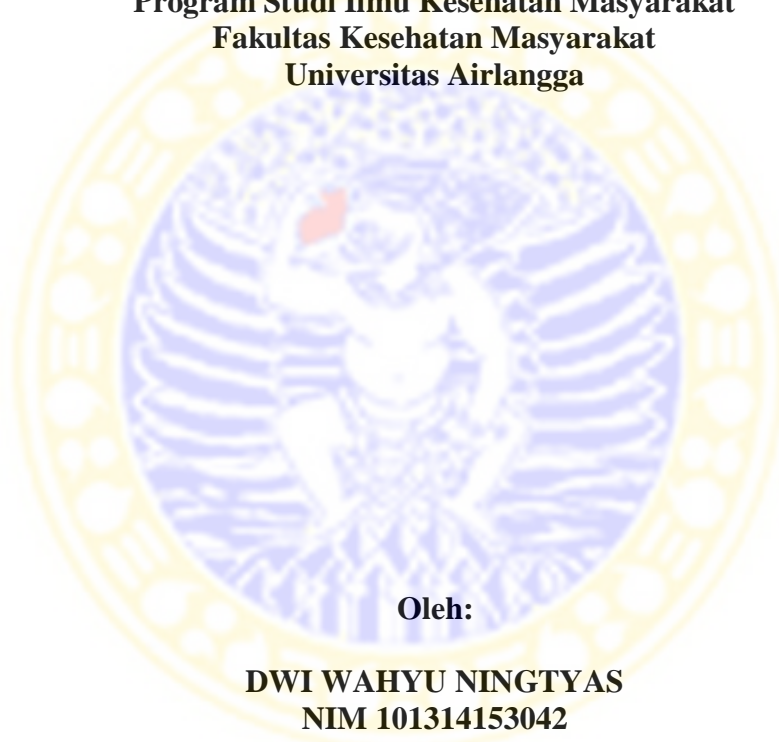 Program Studi Ilmu Kesehatan Masyarakat
Fakultas Kesehatan Masyarakat
Universitas Airlangga
Oleh:
DWI WAHYU NINGTYAS
NIM 101314153042